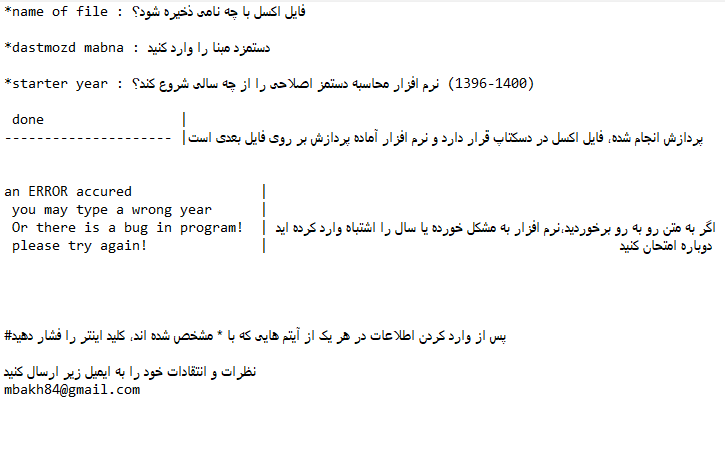 *name of file : فایل اکسل با چه نامی ذخیره شود؟
*dastmozd mabna : دستمزد مبنا را وارد کنید
*starter year : نرم افزار محاسبه دستمز اصلاحی را از چه سالی شروع کند؟ (1396-1400)
done |
--------------------- |پردازش انجام شده، فایل اکسل در دسکتاپ قرار دارد و نرم افزار آماده پردازش بر روی فایل بعدی است
an ERROR accured |
you may type a wrong year |
Or there is a bug in program! | اگر به متن رو به رو برخوردید،نرم افزار به مشکل خورده یا سال را اشتباه وارد کرده اید
please try again! | دوباره امتحان کنید
#پس از وارد کردن اطلاعات در هر یک از آیتم هایی که با * مشخص شده اند، کلید اینتر را فشار دهید
نظرات و انتقادات خود را به ایمیل زیر ارسال کنید
mbakh84@gmail.com